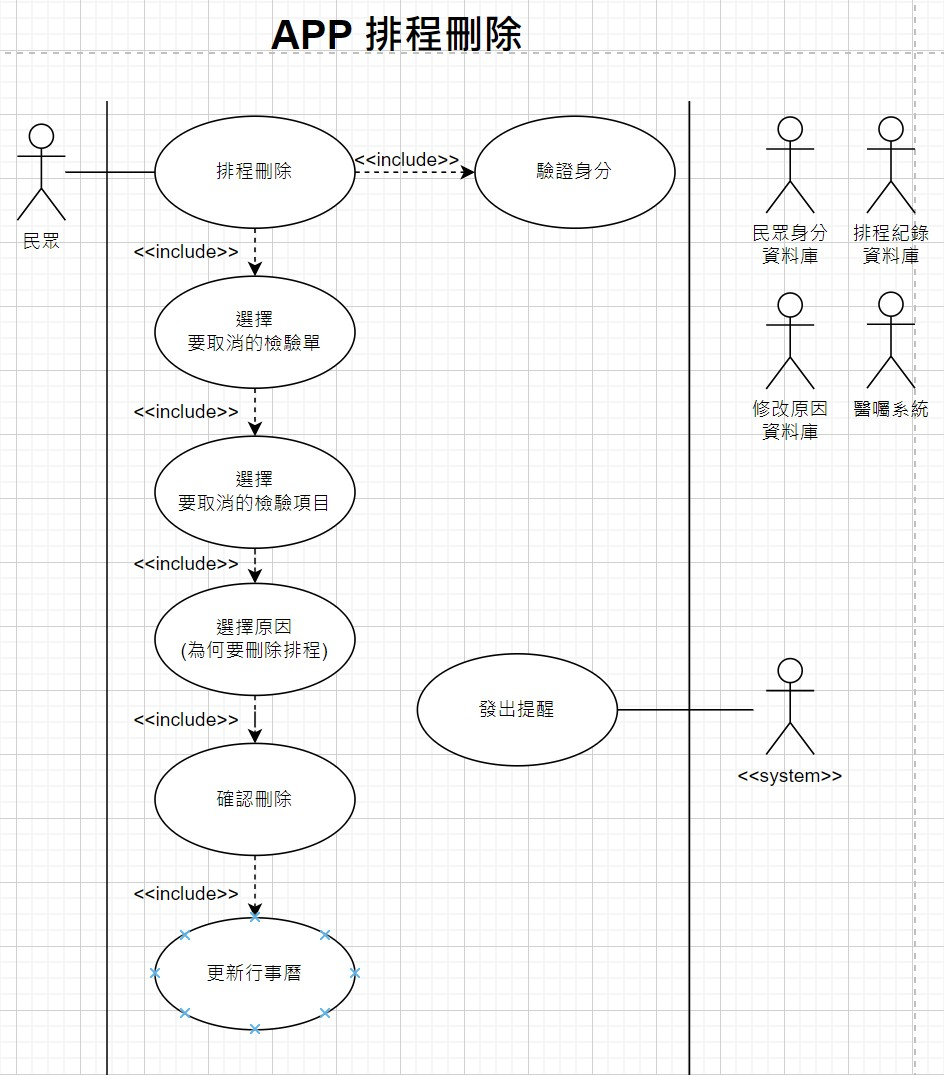 APP 排程刪除
民眾
排程刪除
<<include>>
驗證身分
民眾身分
資料庫
排程紀錄
資料庫
<<include>>
選擇
要取消的檢驗單
修改原因
資料庫
醫囑系統
<<include>>
選擇
要取消的檢驗項目
<<include>>
選擇原因
(為何要刪除排程)
<<include>>
發出提醒
<<system>>
確認刪除
<<include>>
更新行事曆